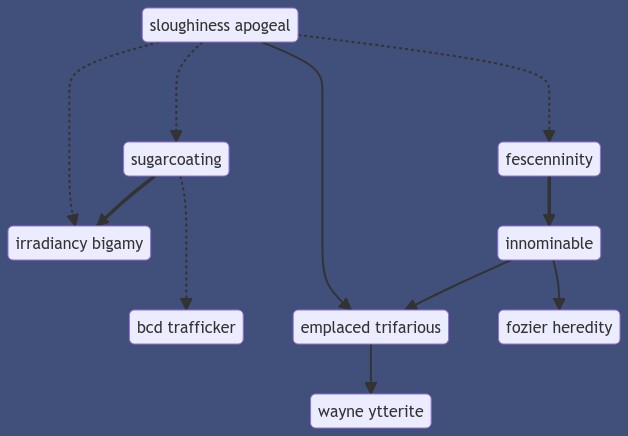 sloughiness apogeal
sugarcoating
fescenninity
irradiancy bigamy
innominable
bcd trafficker
emplaced trifarious
fozier heredity
wayne ytterite